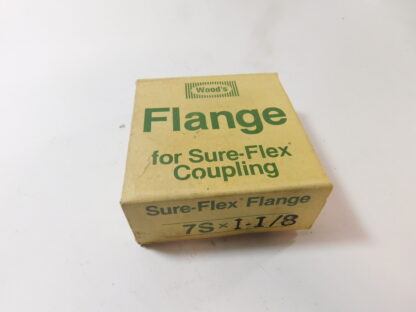 Wood's
Flange
for Sure-Flex
Coupling
Sure-Flex Flange
7S x 1-1/8